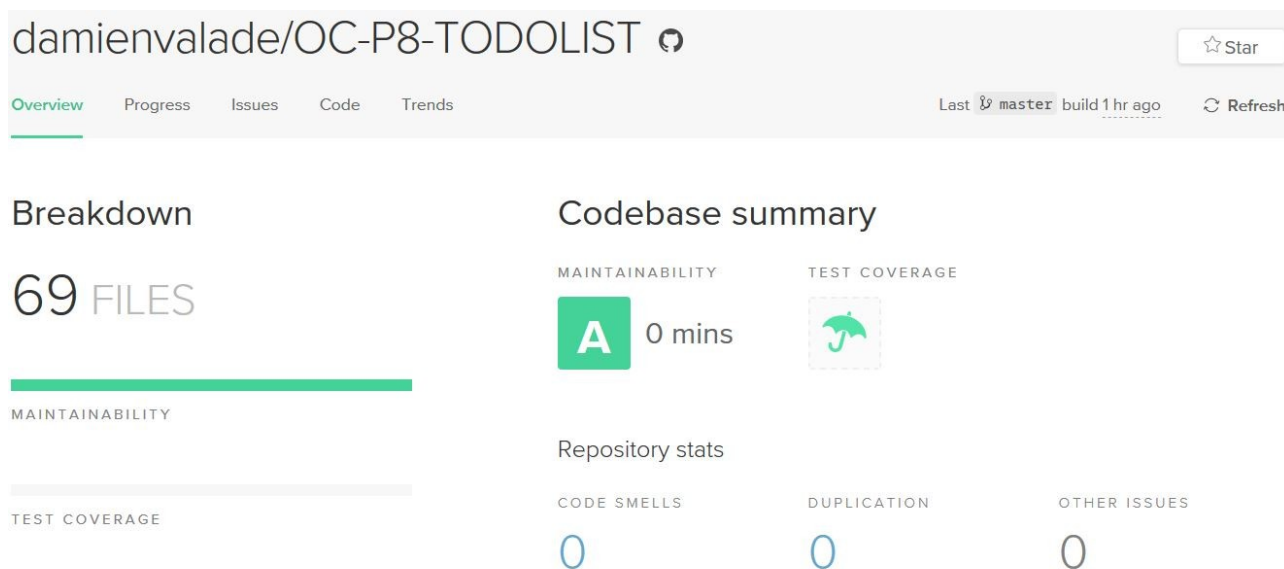 damienvalade/OC-P8-TODOLIST
Star
Overview Progress Issues Code Trends
Last master build 1 hr ago Refresh
Breakdown
69 FILES
MAINTAINABILITY
TEST COVERAGE
Codebase summary
MAINTAINABILITY TEST COVERAGE
A 0 mins
Repository stats
CODE SMELLS DUPLICATION OTHER ISSUES
0 0 0